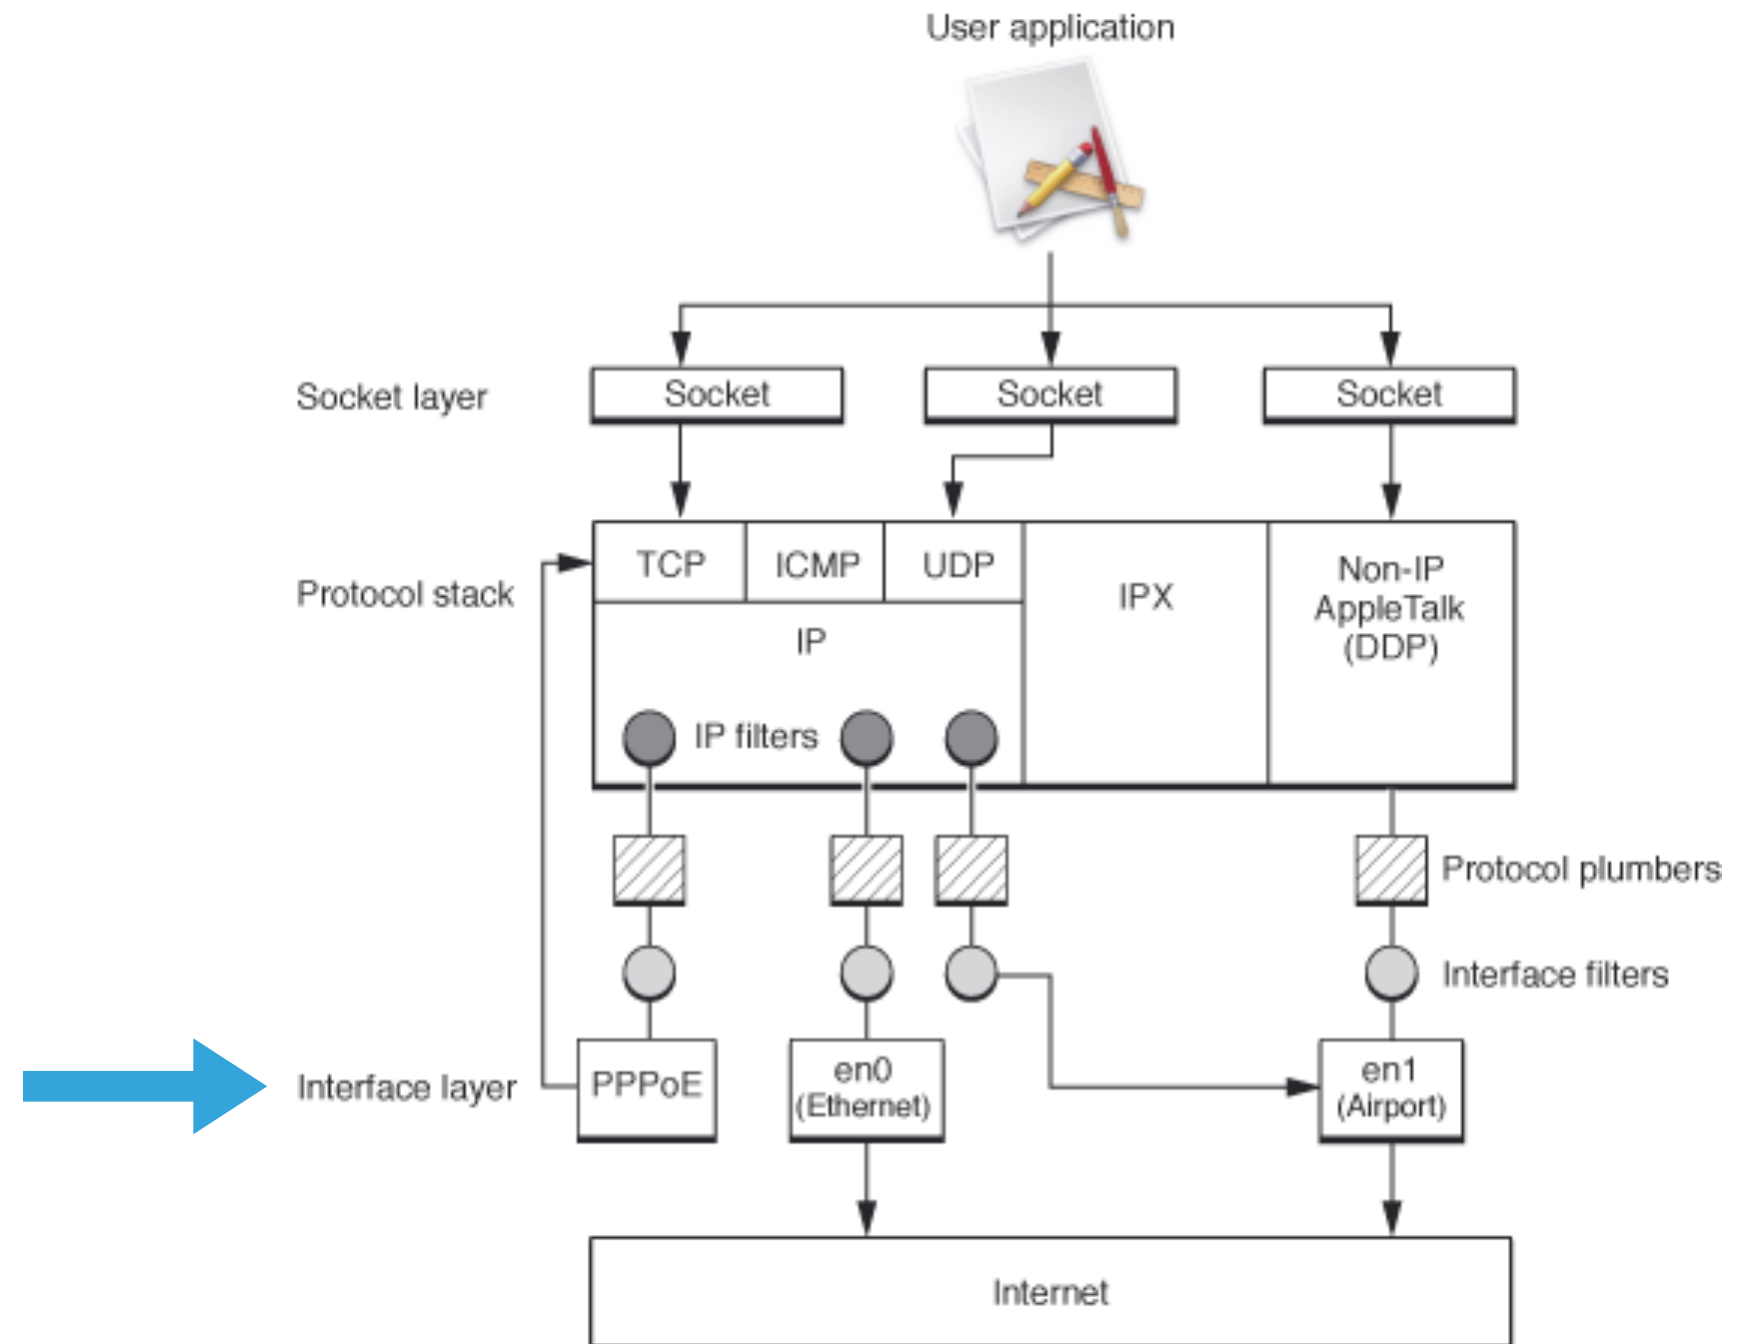 User application
Socket layer
Socket
Socket
Socket
Protocol stack
TCP
ICMP
UDP
IPX
Non-IP
AppleTalk
(DDP)
IP
IP filters
Protocol plumbers
Interface filters
Interface layer
PPPoE
en0
(Ethernet)
en1
(Airport)
Internet